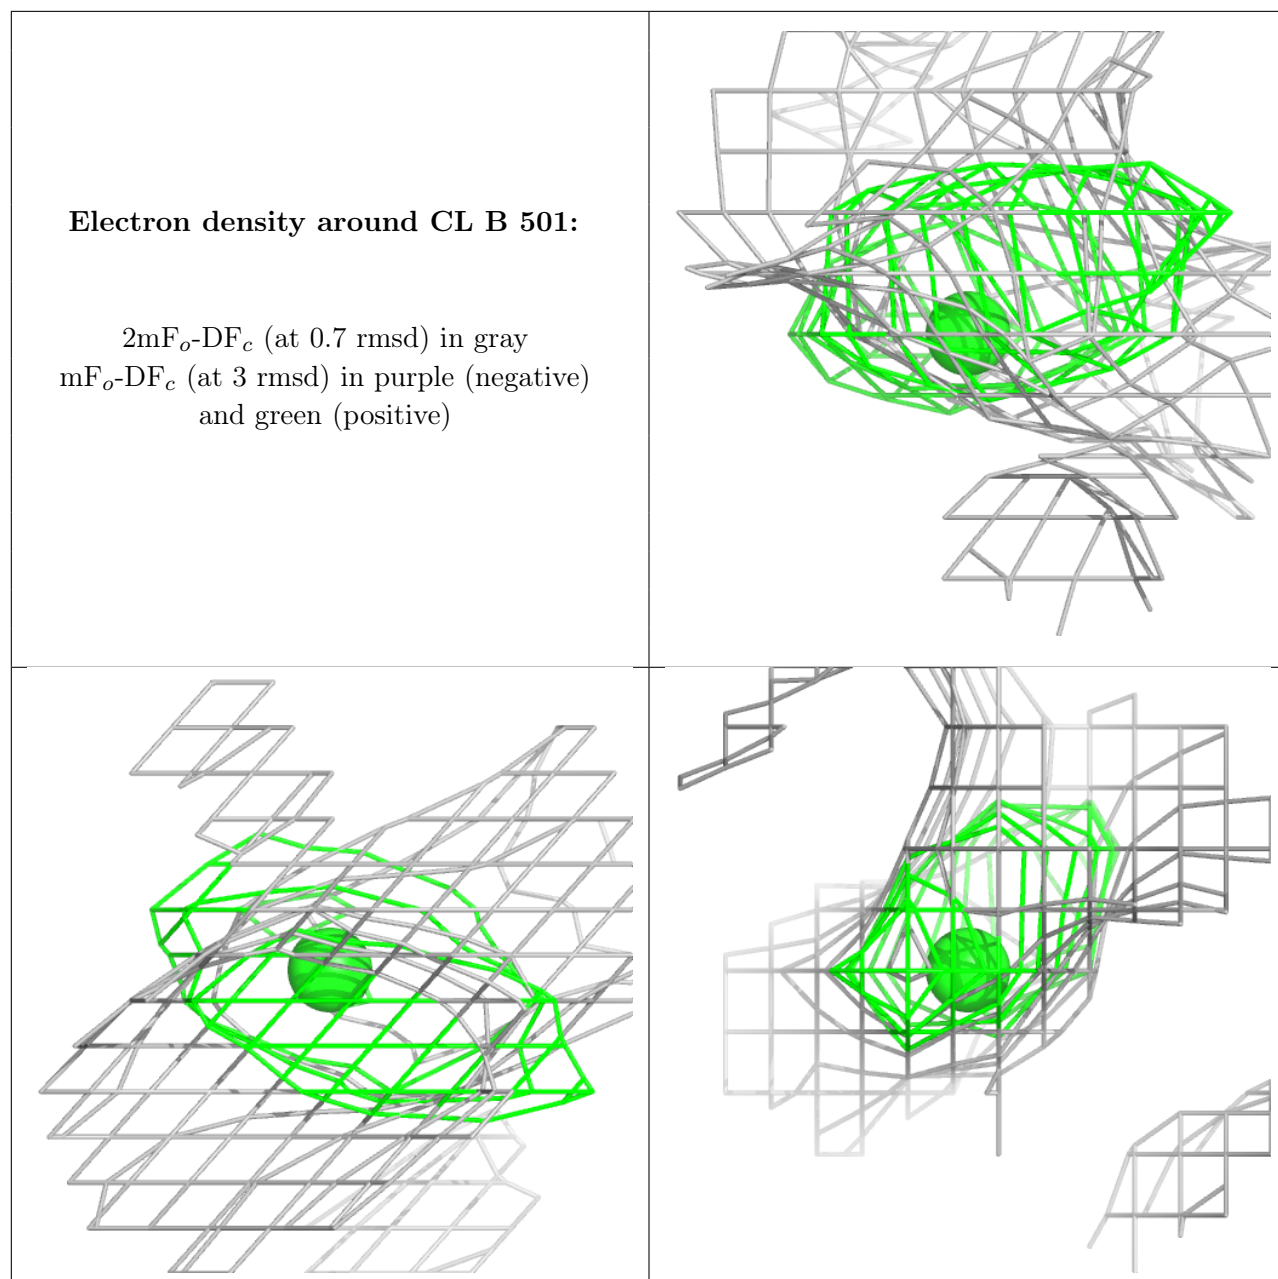 Electron density around CL B 501:
2mFo-DFc (at 0.7 rmsd) in gray
mFo-DFc (at 3 rmsd) in purple (negative)
and green (positive)